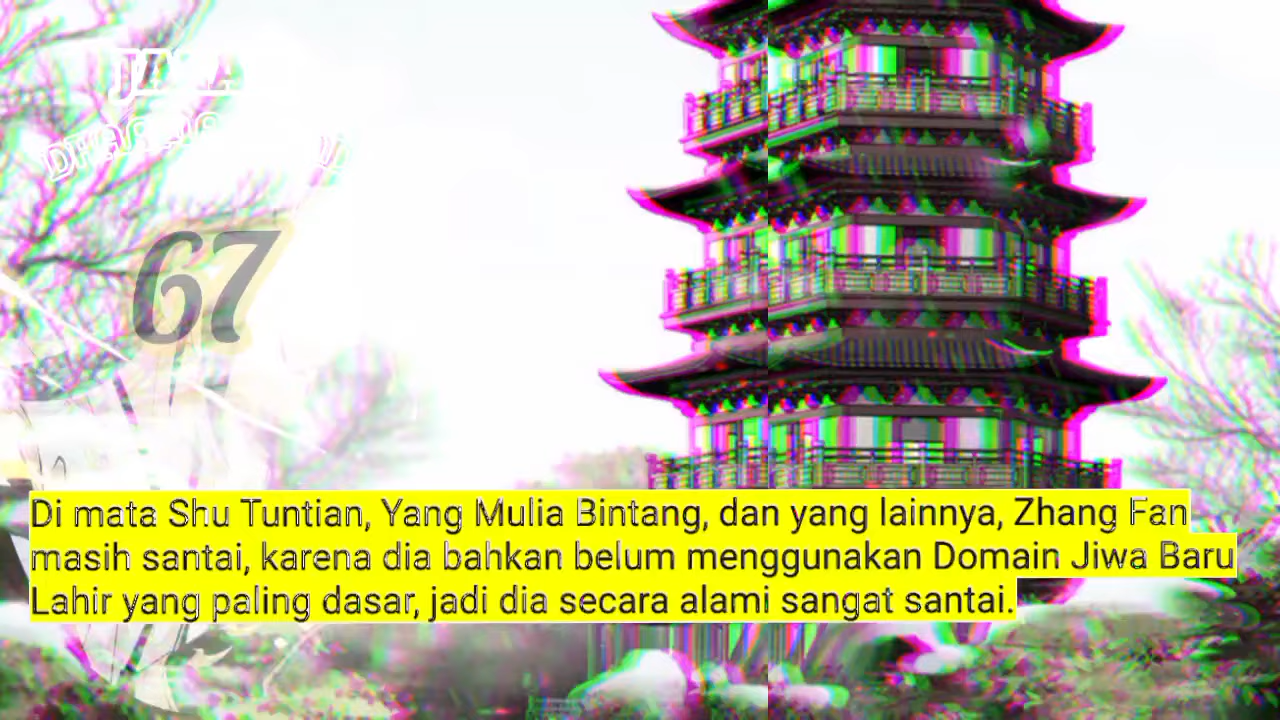 67
Di mata Shu Tuntian, Yang Mulia Bintang, dan yang lainnya, Zhang Fan
masih santai, karena dia bahkan belum menggunakan Domain Jiwa Baru
Lahir yang paling dasar, jadi dia secara alami sangat santai.